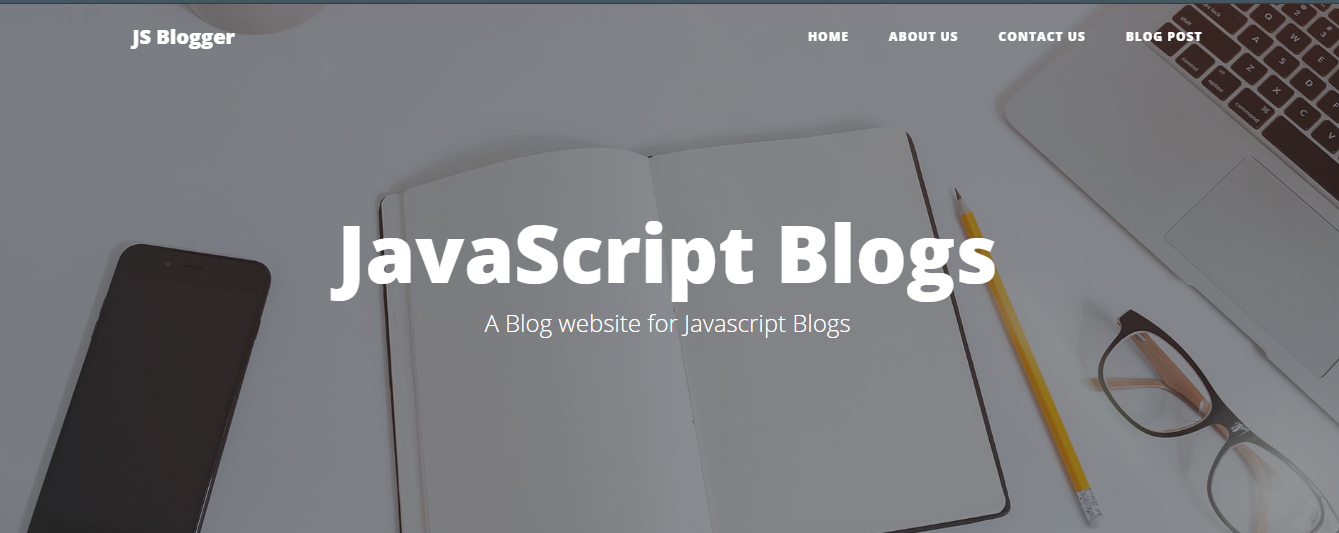 JS Blogger
HOME ABOUT US CONTACT US BLOG POST
JavaScript Blogs
A Blog website for Javascript Blogs